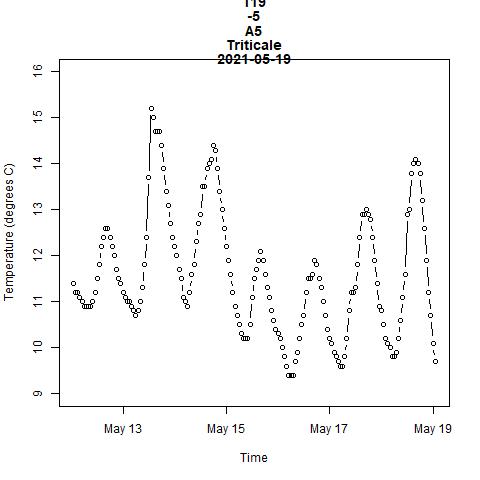 T19
-5
A5
Triticale
2021-05-19
16
15
14
13
12
11
10
9
Temperature (degrees C)
May 13
May 15
May 17
May 19
Time